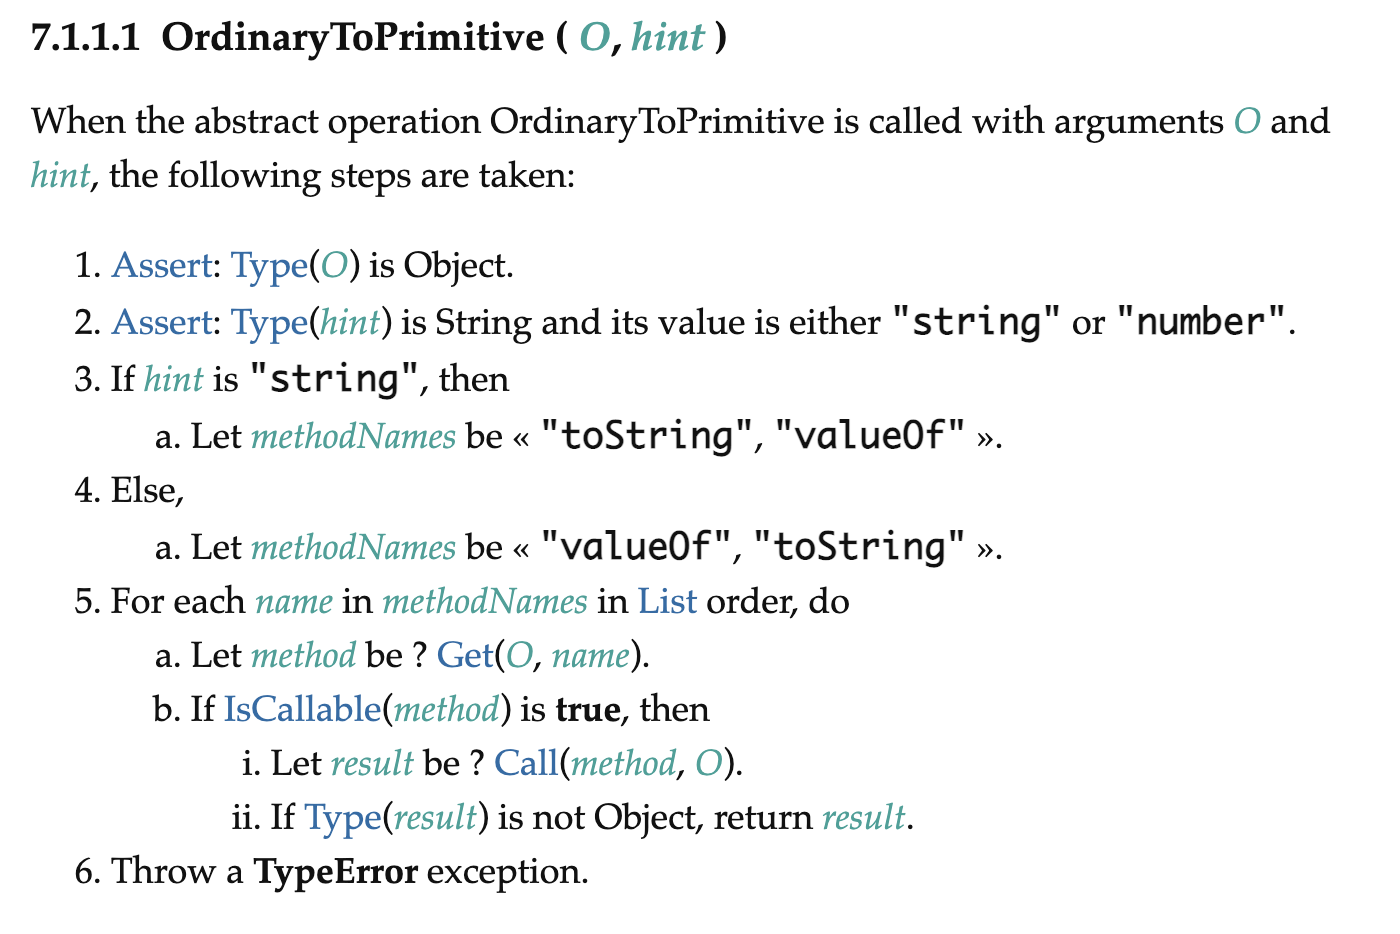 7.1.1.1 OrdinaryToPrimitive ( O, hint )
When the abstract operation OrdinaryToPrimitive is called with arguments O and
hint, the following steps are taken:
1. Assert: Type(O) is Object.
2. Assert: Type(hint) is String and its value is either "string" or "number".
3. If hint is "string", then
a. Let methodNames be « "toString", "valueOf" ».
4. Else,
a. Let methodNames be « "valueOf", "toString" ».
5. For each name in methodNames in List order, do
a. Let method be ? Get(O, name).
b. If IsCallable(method) is true, then
i. Let result be ? Call(method, O).
ii. If Type(result) is not Object, return result.
6. Throw a TypeError exception.